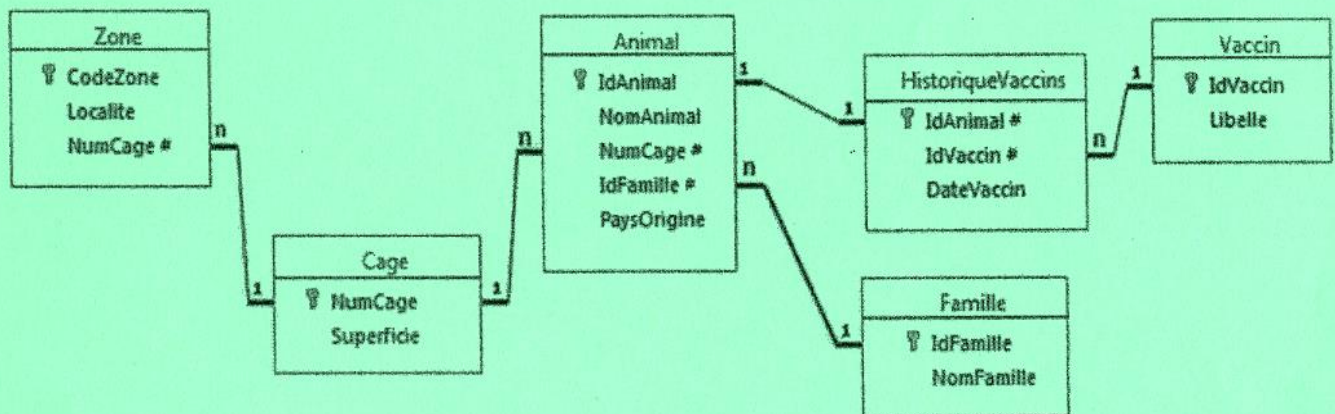 Zone
CodeZone
Localite
NumCage #
n
1
Cage
NumCage
Superficie
1
n
Animal
IdAnimal
NomAnimal
NumCage #
IdFamille #
PaysOrigine
1
1
n
1
HistoriqueVaccins
IdAnimal #
IdVaccin #
DateVaccin
n
1
Vaccin
IdVaccin
Libelle
Famille
IdFamille
NomFamille